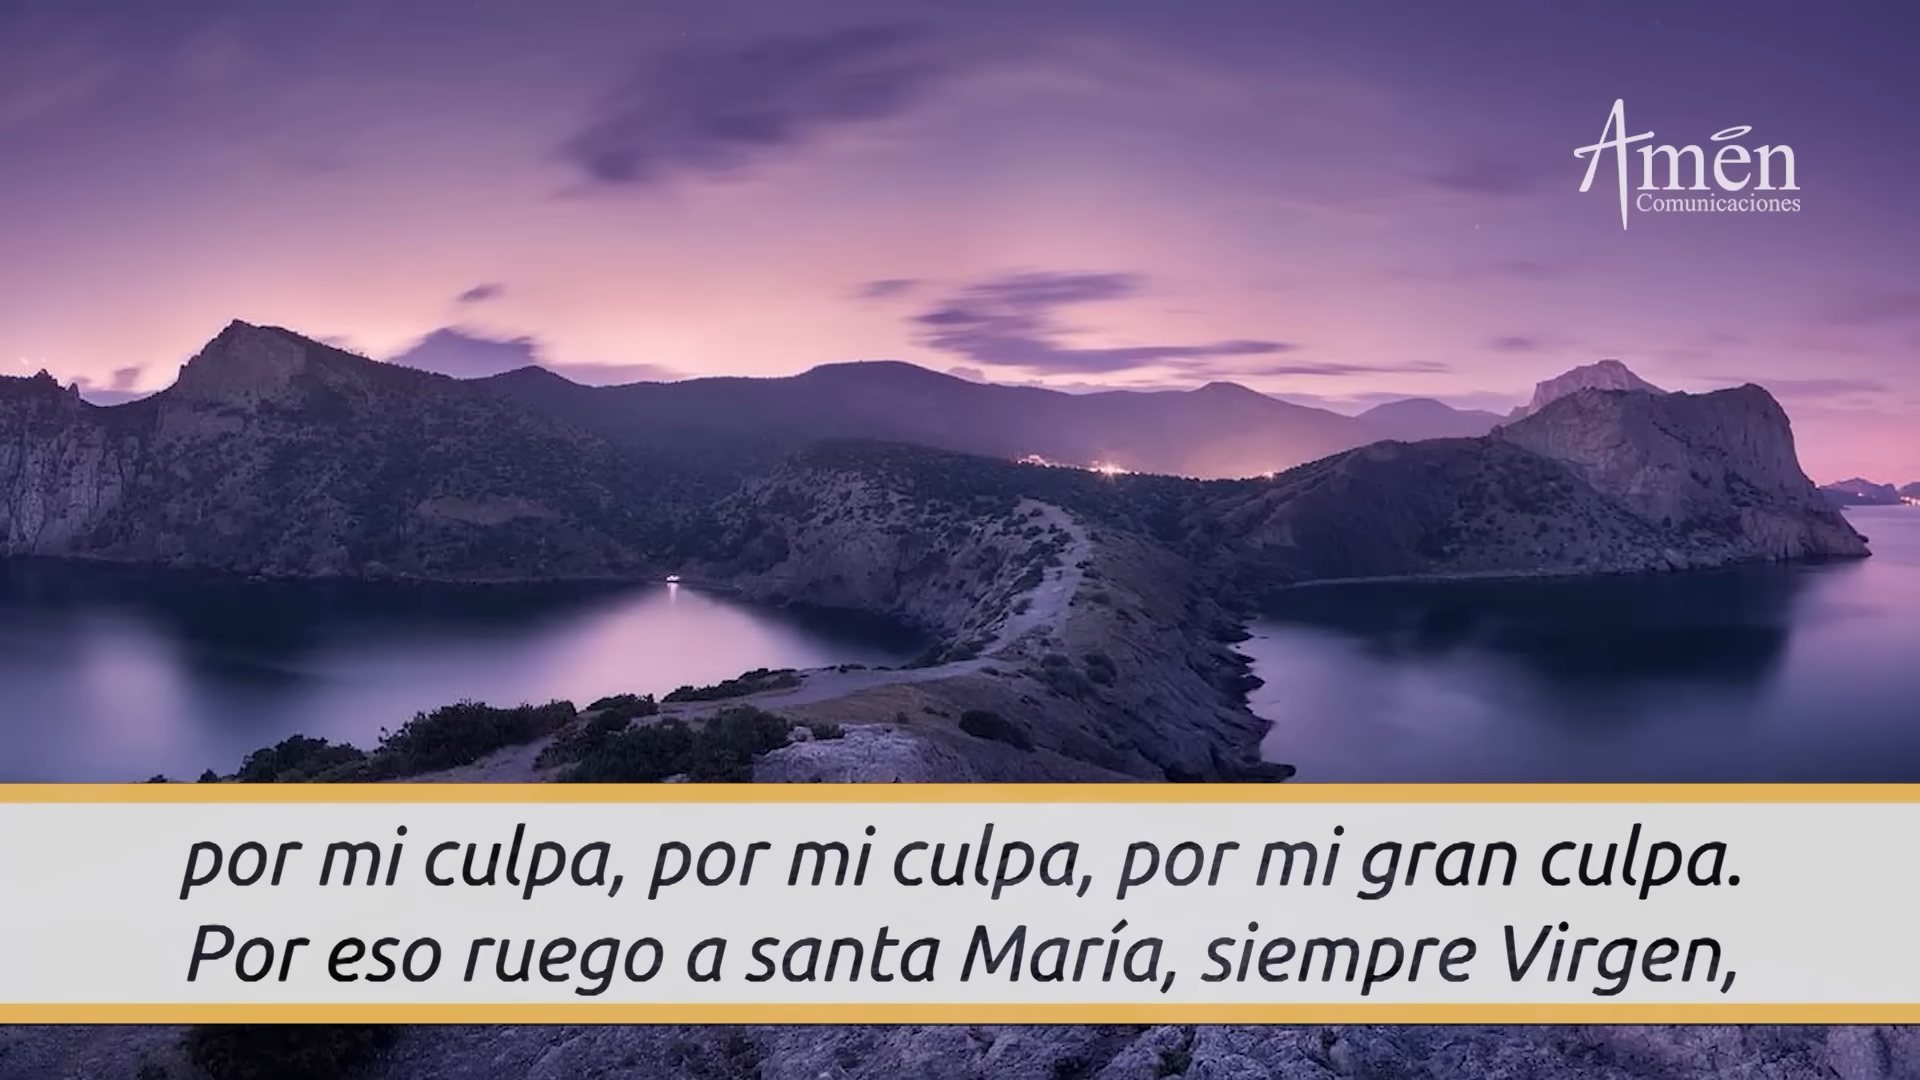 Amén
Comunicaciones
por mi culpa, por mi culpa, por mi gran culpa.
Por eso ruego a santa María, siempre Virgen,